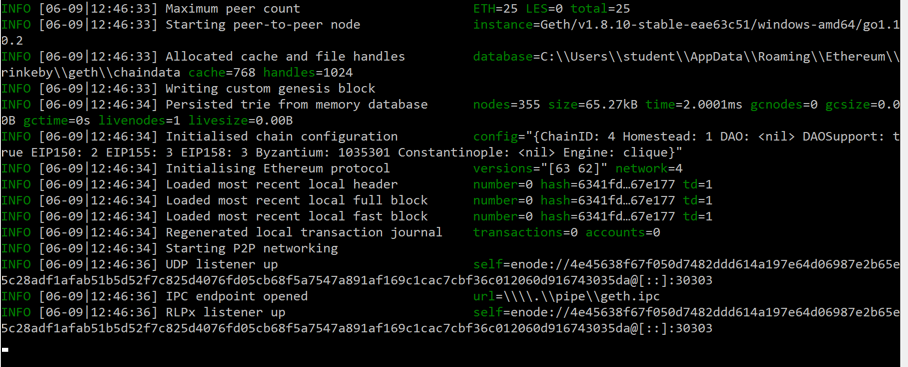 INFO [06-09|12:46:33] Maximum peer count                       ETH=25 LES=0 total=25
INFO [06-09|12:46:33] Starting peer-to-peer node               instance=Geth/v1.8.10-stable-eae63c51/windows-amd64/go1.1
0.2
INFO [06-09|12:46:33] Allocated cache and file handles         database=C:\\Users\\student\\AppData\\Roaming\\Ethereum\\
rinkeby\\geth\\chaindata cache=768 handles=1024
INFO [06-09|12:46:33] Writing custom genesis block
INFO [06-09|12:46:34] Persisted trie from memory database      nodes=355 size=65.27kB time=2.0001ms gcnodes=0 gcsize=0.0
0B gctime=0s livenodes=1 livesize=0.00B
INFO [06-09|12:46:34] Initialised chain configuration          config="{ChainID: 4 Homestead: 1 DAO: <nil> DAOSupport: t
rue EIP150: 2 EIP155: 3 EIP158: 3 Byzantium: 1035301 Constantinople: <nil> Engine: clique}"
INFO [06-09|12:46:34] Initialising Ethereum protocol           versions="[63 62]" network=4
INFO [06-09|12:46:34] Loaded most recent local header          number=0 hash=6341fd…67e177 td=1
INFO [06-09|12:46:34] Loaded most recent local full block      number=0 hash=6341fd…67e177 td=1
INFO [06-09|12:46:34] Loaded most recent local fast block      number=0 hash=6341fd…67e177 td=1
INFO [06-09|12:46:34] Regenerated local transaction journal    transactions=0 accounts=0
INFO [06-09|12:46:34] Starting P2P networking
INFO [06-09|12:46:36] UDP listener up                          self=enode://4e45638f67f050d7482ddd614a197e64d06987e2b65e
5c28adf1afab51b5d52f7c825d4076fd05cb68f5a7547a891af169c1cac7cbf36c012060d916743035da@[::]:30303
INFO [06-09|12:46:36] IPC endpoint opened                      url=\\\\.\\pipe\\geth.ipc
INFO [06-09|12:46:36] RLPx listener up                         self=enode://4e45638f67f050d7482ddd614a197e64d06987e2b65e
5c28adf1afab51b5d52f7c825d4076fd05cb68f5a7547a891af169c1cac7cbf36c012060d916743035da@[::]:30303